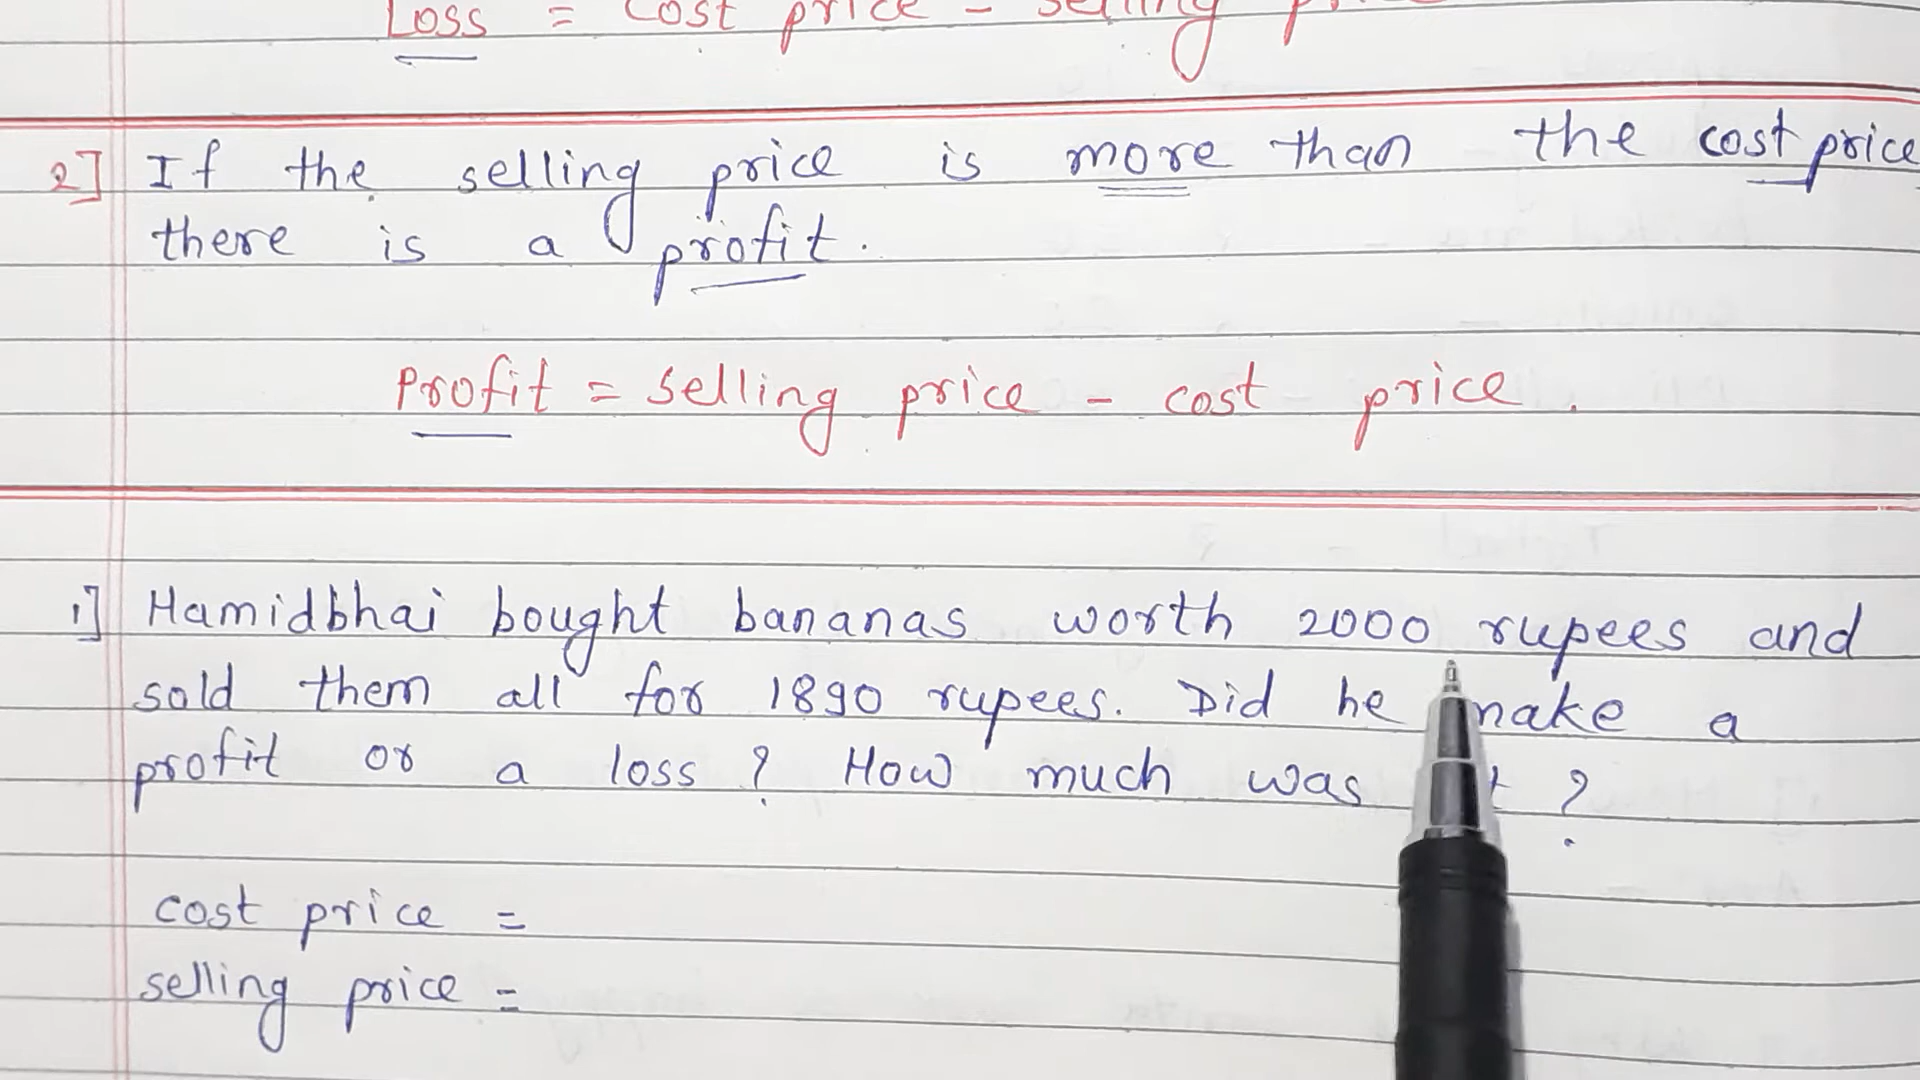 Loss = Cost price - selling
2] If the selling price is more than the cost price
there is a profit.
Profit = selling price - cost price.
1] Hamidbhai bought bananas worth 2000 rupees and
sold them all for 1890 rupees. Did he make a
profit or a loss ? How much was ?
cost price =
selling price =